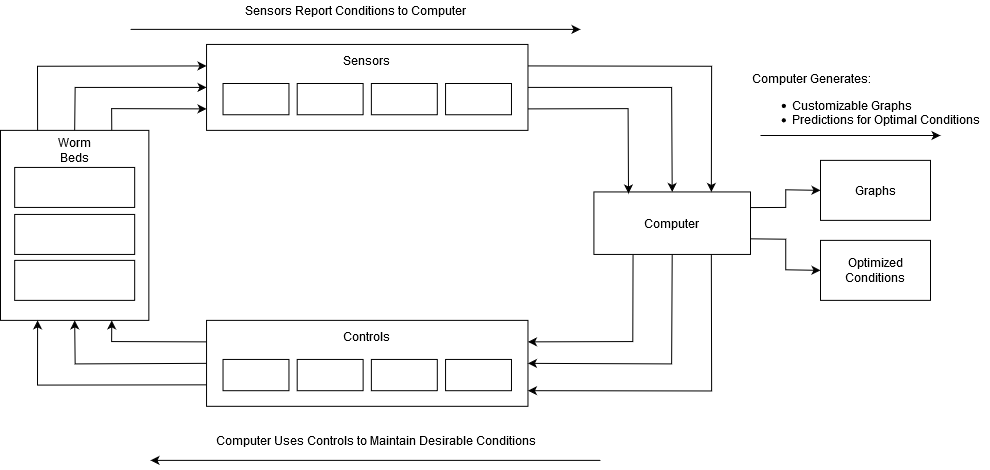 Sensors Report Conditions to Computer
Sensors
Computer Generates:
• Customizable Graphs
• Predictions for Optimal Conditions
Worm
Beds
Computer
Graphs
Optimized
Conditions
Controls
Computer Uses Controls to Maintain Desirable Conditions